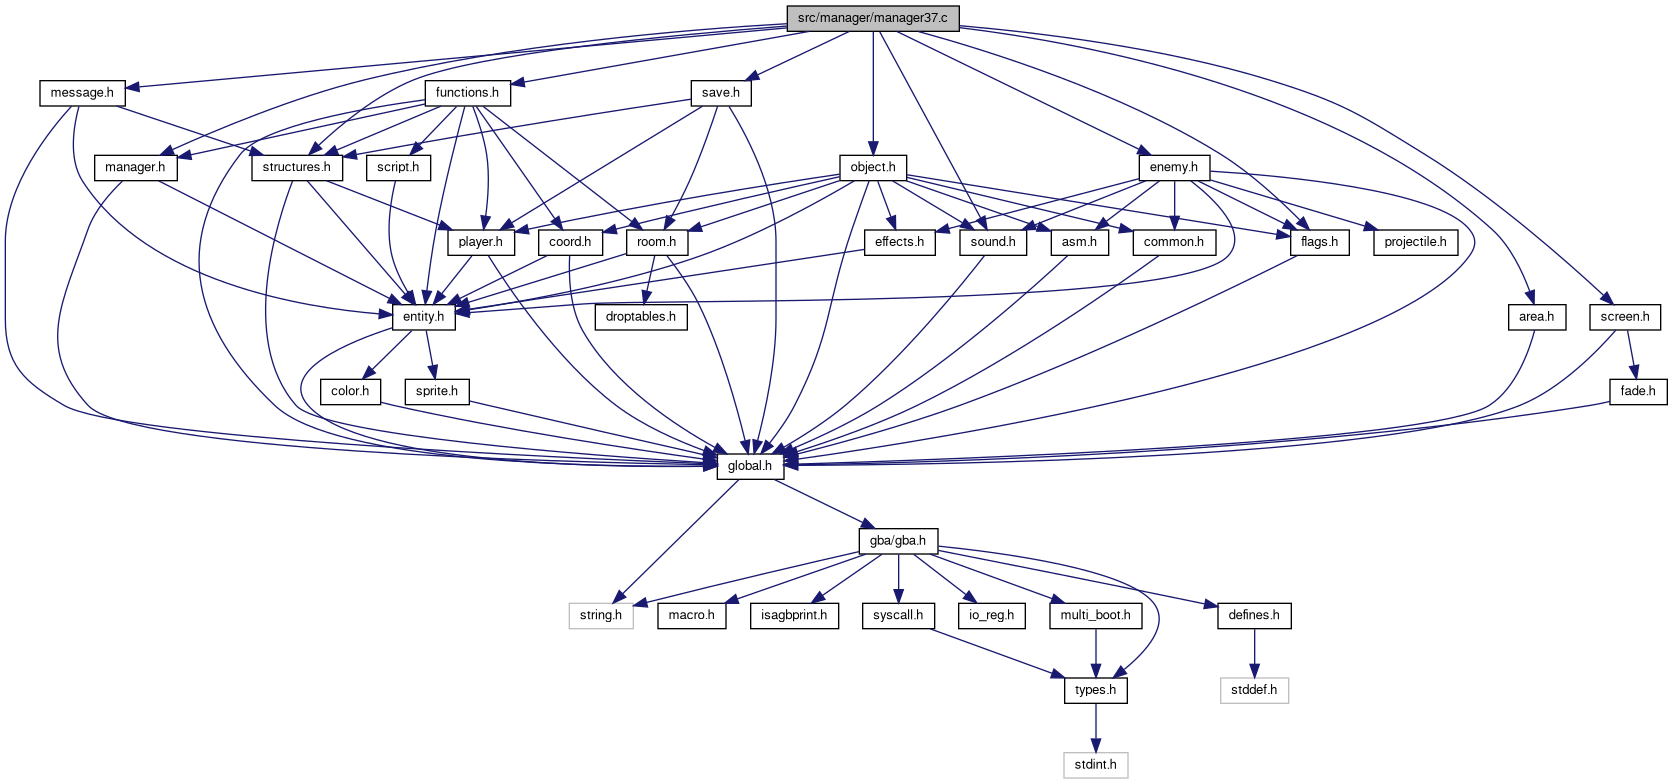 src/manager/manager37.c
message.h
functions.h
save.h
manager.h
structures.h
script.h
object.h
enemy.h
player.h
coord.h
room.h
effects.h
sound.h
asm.h
common.h
flags.h
projectile.h
entity.h
droptables.h
area.h
screen.h
color.h
sprite.h
fade.h
global.h
gba/gba.h
string.h
macro.h
isagbprint.h
syscall.h
io_reg.h
multi_boot.h
defines.h
types.h
stddef.h
stdint.h